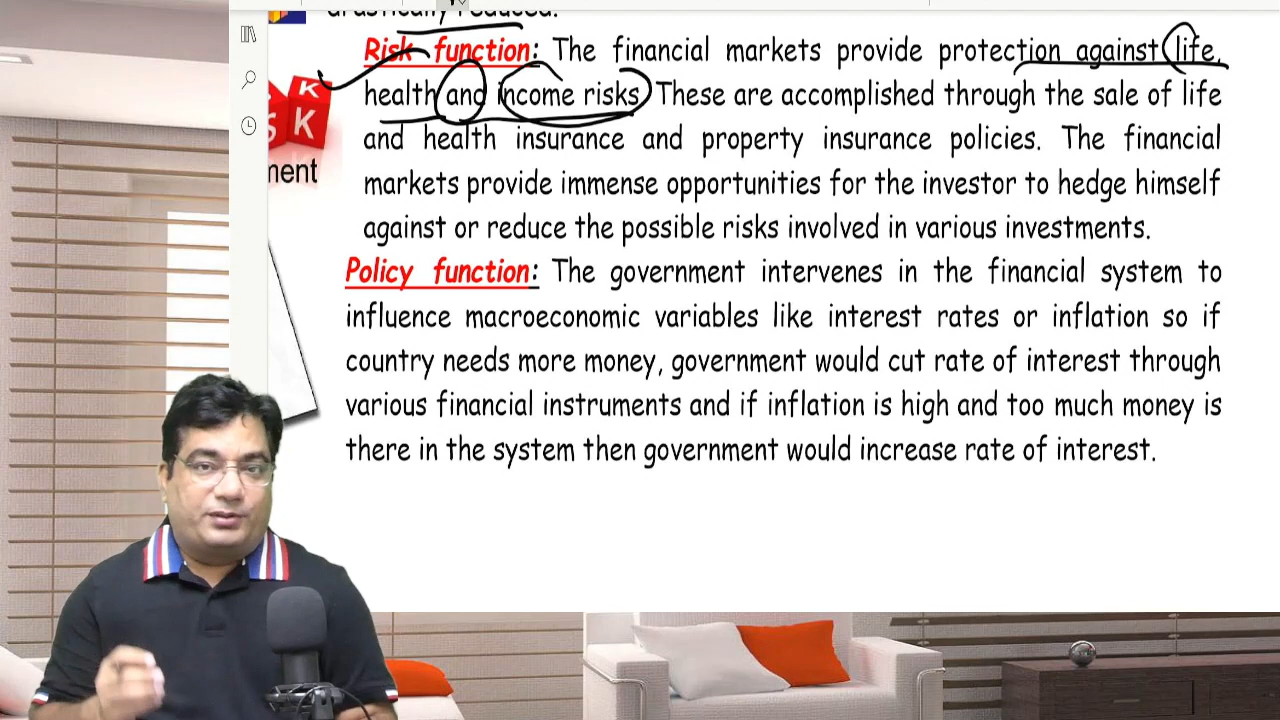 drastically reduced.
Risk function: The financial markets provide protection against life,
health and income risks. These are accomplished through the sale of life
and health insurance and property insurance policies. The financial
markets provide immense opportunities for the investor to hedge himself
against or reduce the possible risks involved in various investments.
Policy function: The government intervenes in the financial system to
influence macroeconomic variables like interest rates or inflation so if
country needs more money, government would cut rate of interest through
various financial instruments and if inflation is high and too much money is
there in the system then government would increase rate of interest.
K
S K
ment